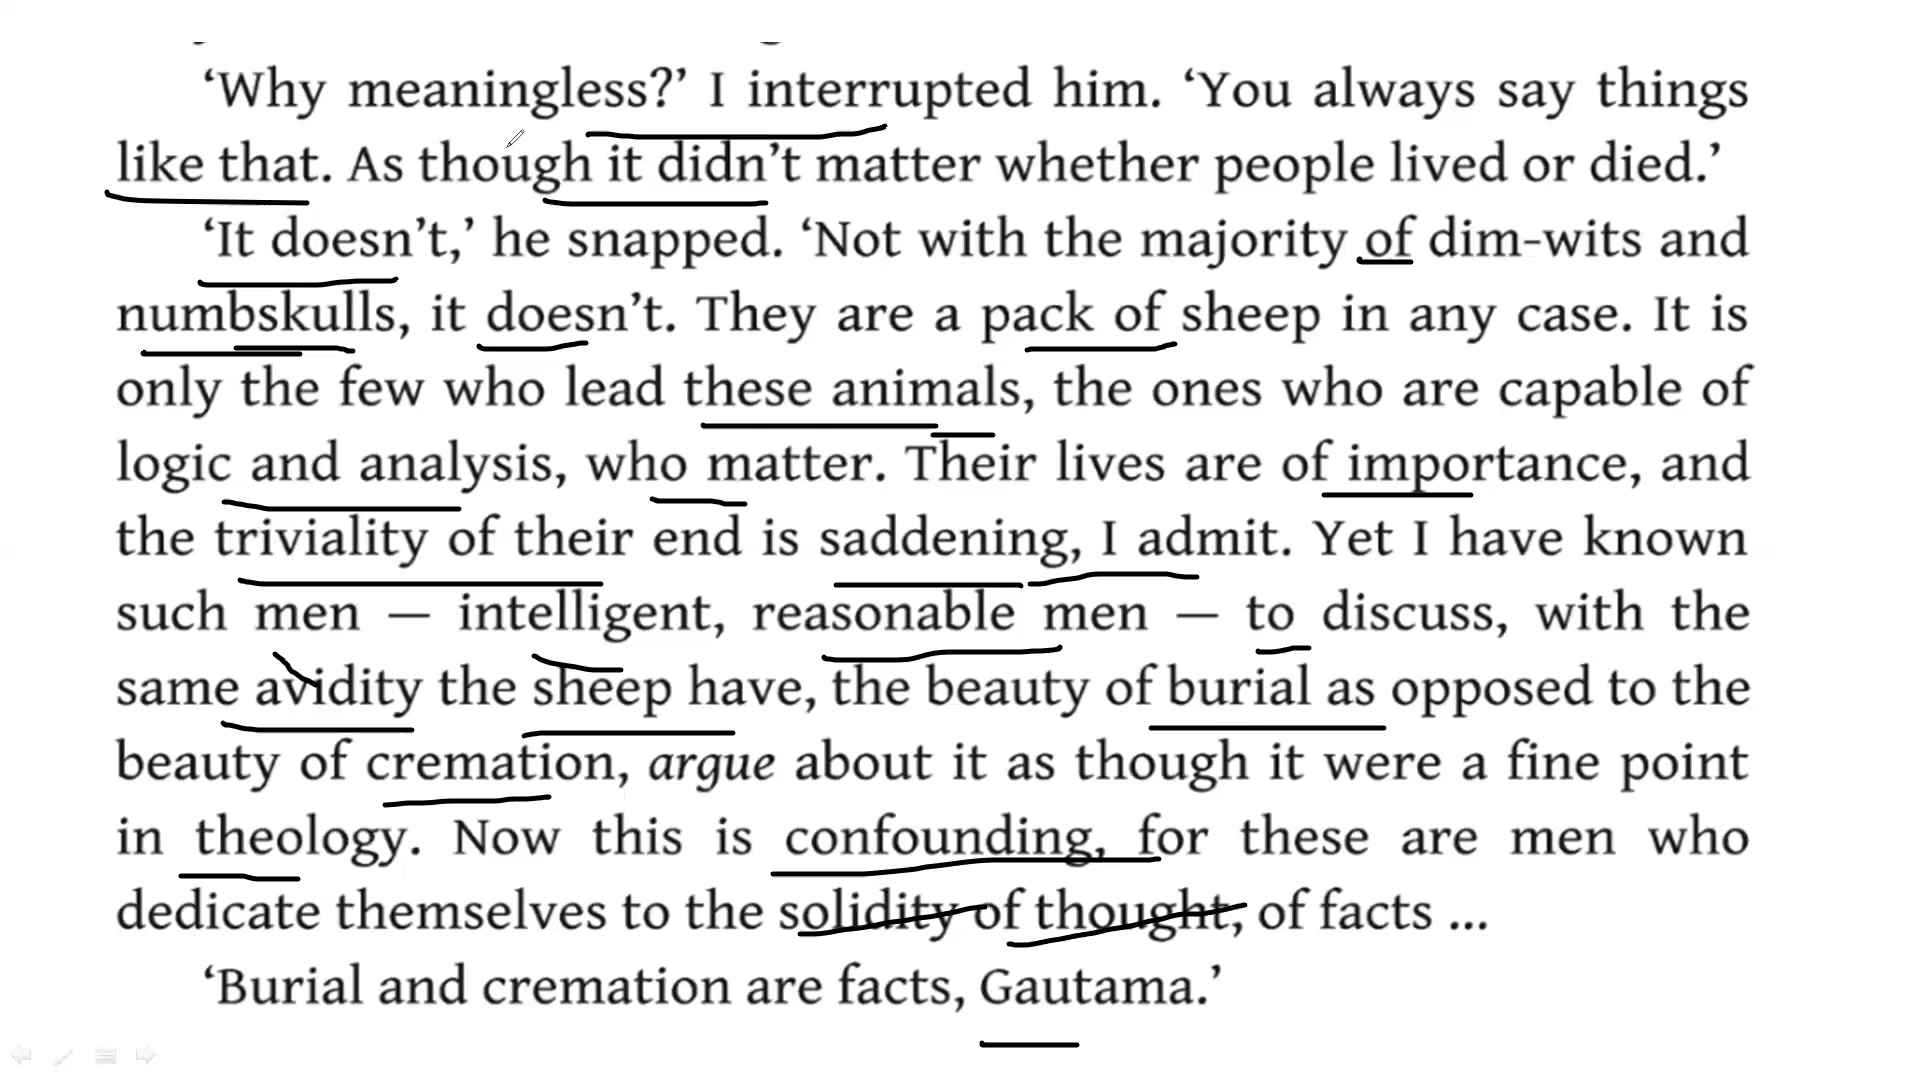 ‘Why meaningless?’ I interrupted him. ‘You always say things
like that. As though it didn’t matter whether people lived or died.’
‘It doesn’t,’ he snapped. ‘Not with the majority of dim-wits and
numbskulls, it doesn’t. They are a pack of sheep in any case. It is
only the few who lead these animals, the ones who are capable of
logic and analysis, who matter. Their lives are of importance, and
the triviality of their end is saddening, I admit. Yet I have known
such men — intelligent, reasonable men — to discuss, with the
same avidity the sheep have, the beauty of burial as opposed to the
beauty of cremation, argue about it as though it were a fine point
in theology. Now this is confounding, for these are men who
dedicate themselves to the solidity of thought, of facts ...
‘Burial and cremation are facts, Gautama.’